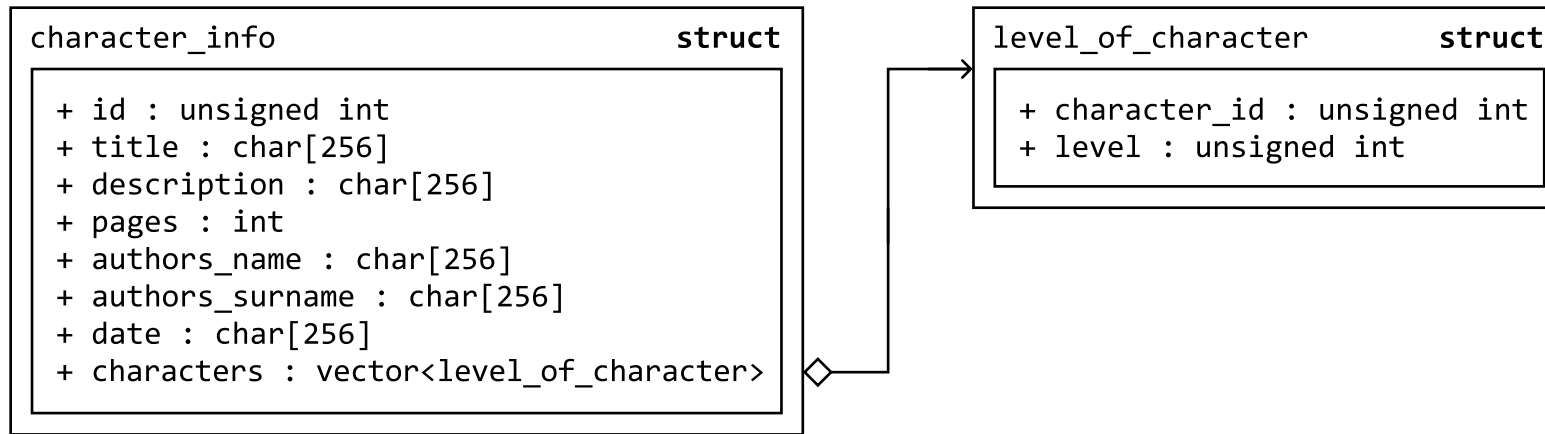 character_info struct
+ id : unsigned int
+ title : char[256]
+ description : char[256]
+ pages : int
+ authors_name : char[256]
+ authors_surname : char[256]
+ date : char[256]
+ characters : vector<level_of_character>
level_of_character struct
+ character_id : unsigned int
+ level : unsigned int